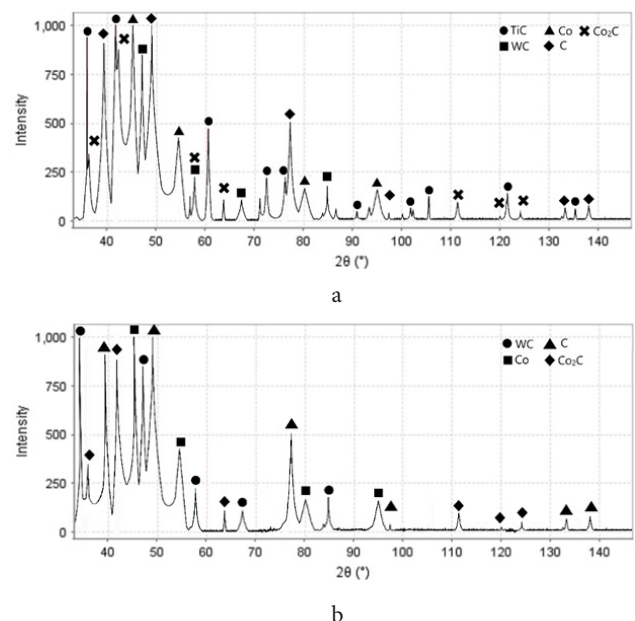 ● TiC ▲ Co ✖ Co₂C
■ WC ◆ C
1,000
750
500
250
0
Intensity
40 50 60 70 80 90 100 110 120 130 140
2θ (°)
a
● WC ▲ C
■ Co ◆ Co₂C
1,000
750
500
250
0
Intensity
40 50 60 70 80 90 100 110 120 130 140
2θ (°)
b